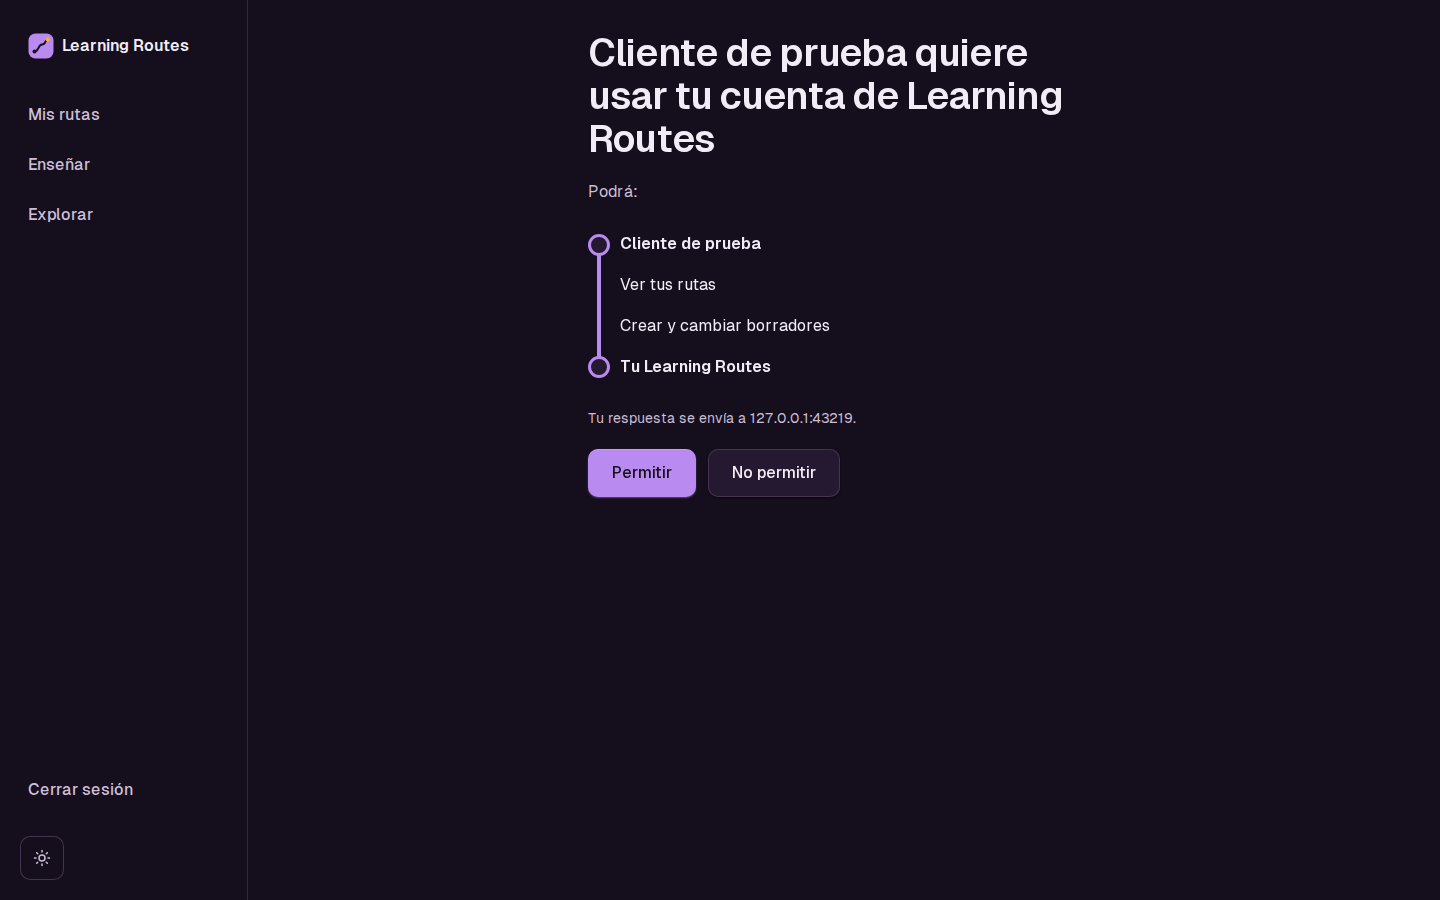 Learning Routes
Mis rutas
Enseñar
Explorar
Cerrar sesión
Cliente de prueba quiere
usar tu cuenta de Learning
Routes
Podrá:
Cliente de prueba
Ver tus rutas
Crear y cambiar borradores
Tu Learning Routes
Tu respuesta se envía a 127.0.0.1:43219.
Permitir
No permitir